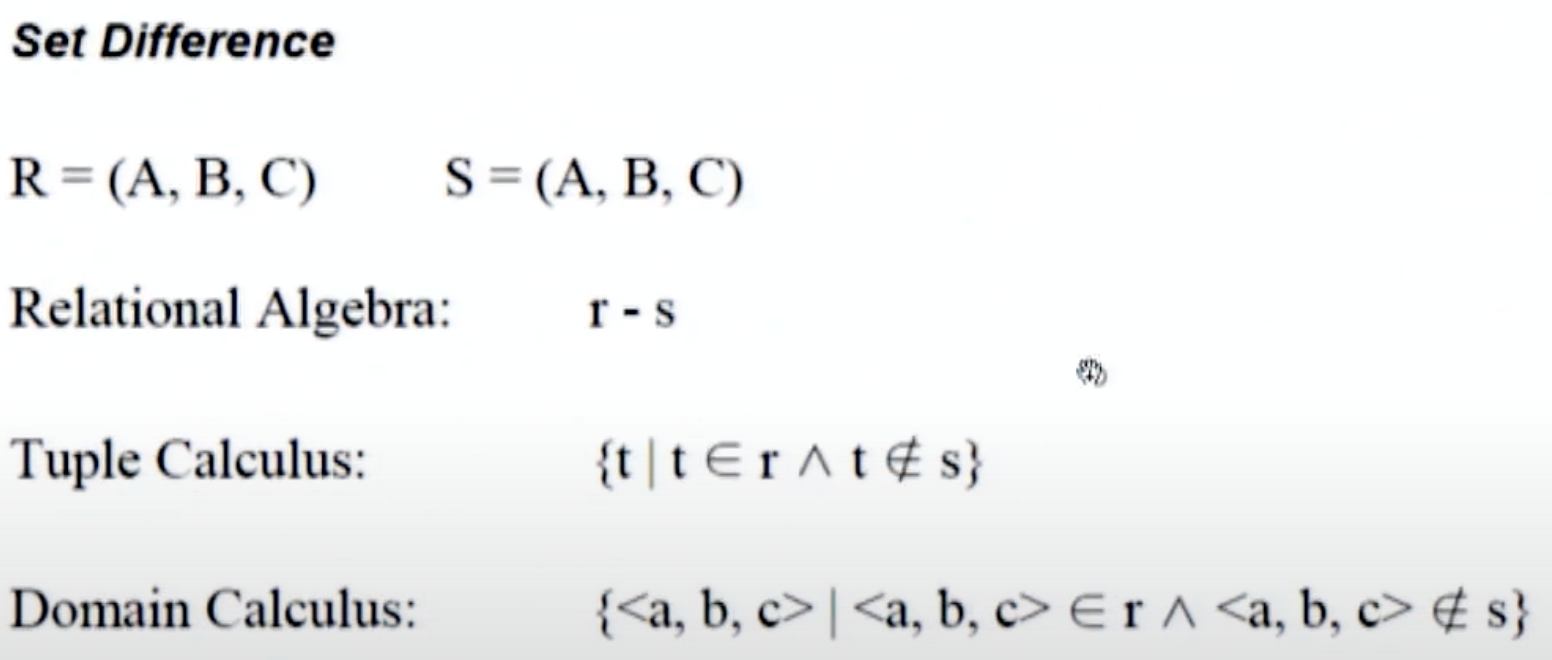 Set Difference
R = (A, B, C) S = (A, B, C)
Relational Algebra: r - s
Tuple Calculus: {t | t ∈ r ∧ t ∉ s}
Domain Calculus: {<a, b, c> | <a, b, c> ∈ r ∧ <a, b, c> ∉ s}